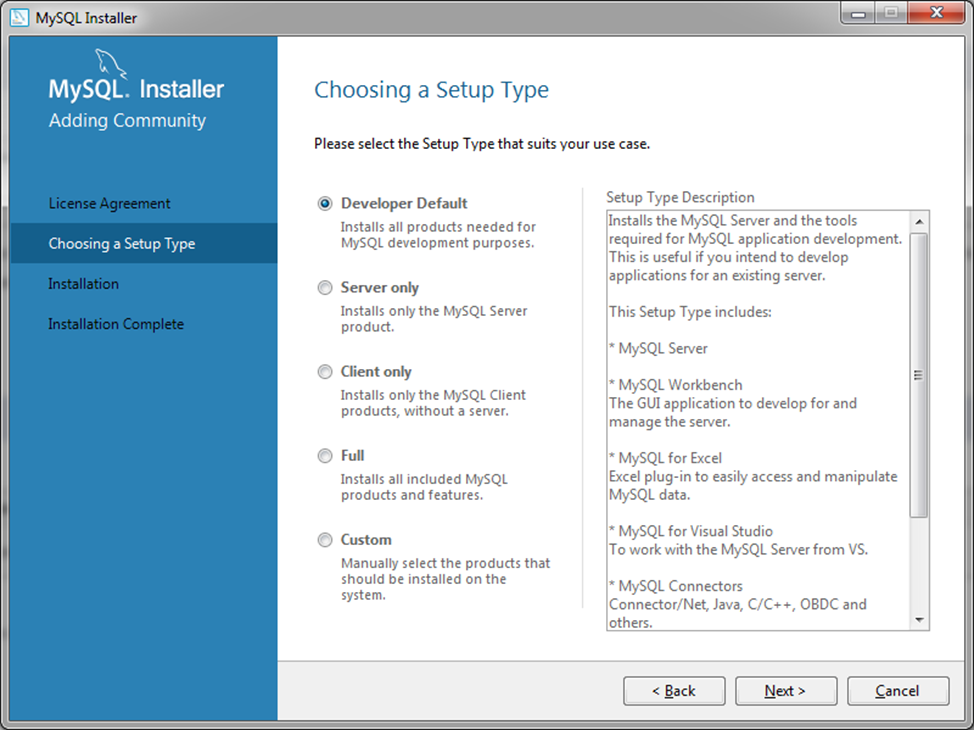 MySQL Installer
MySQL. Installer
Adding Community
License Agreement
Choosing a Setup Type
Installation
Installation Complete
Choosing a Setup Type
Please select the Setup Type that suits your use case.
Developer Default
Installs all products needed for
MySQL development purposes.
Server only
Installs only the MySQL Server
product.
Client only
Installs only the MySQL Client
products, without a server.
Full
Installs all included MySQL
products and features.
Custom
Manually select the products that
should be installed on the
system.
Setup Type Description
Installs the MySQL Server and the tools
required for MySQL application development.
This is useful if you intend to develop
applications for an existing server.
This Setup Type includes:
* MySQL Server
* MySQL Workbench
The GUI application to develop for and
manage the server.
* MySQL for Excel
Excel plug-in to easily access and manipulate
MySQL data.
* MySQL for Visual Studio
To work with the MySQL Server from VS.
* MySQL Connectors
Connector/Net, Java, C/C++, OBDC and
others.
< Back
Next >
Cancel